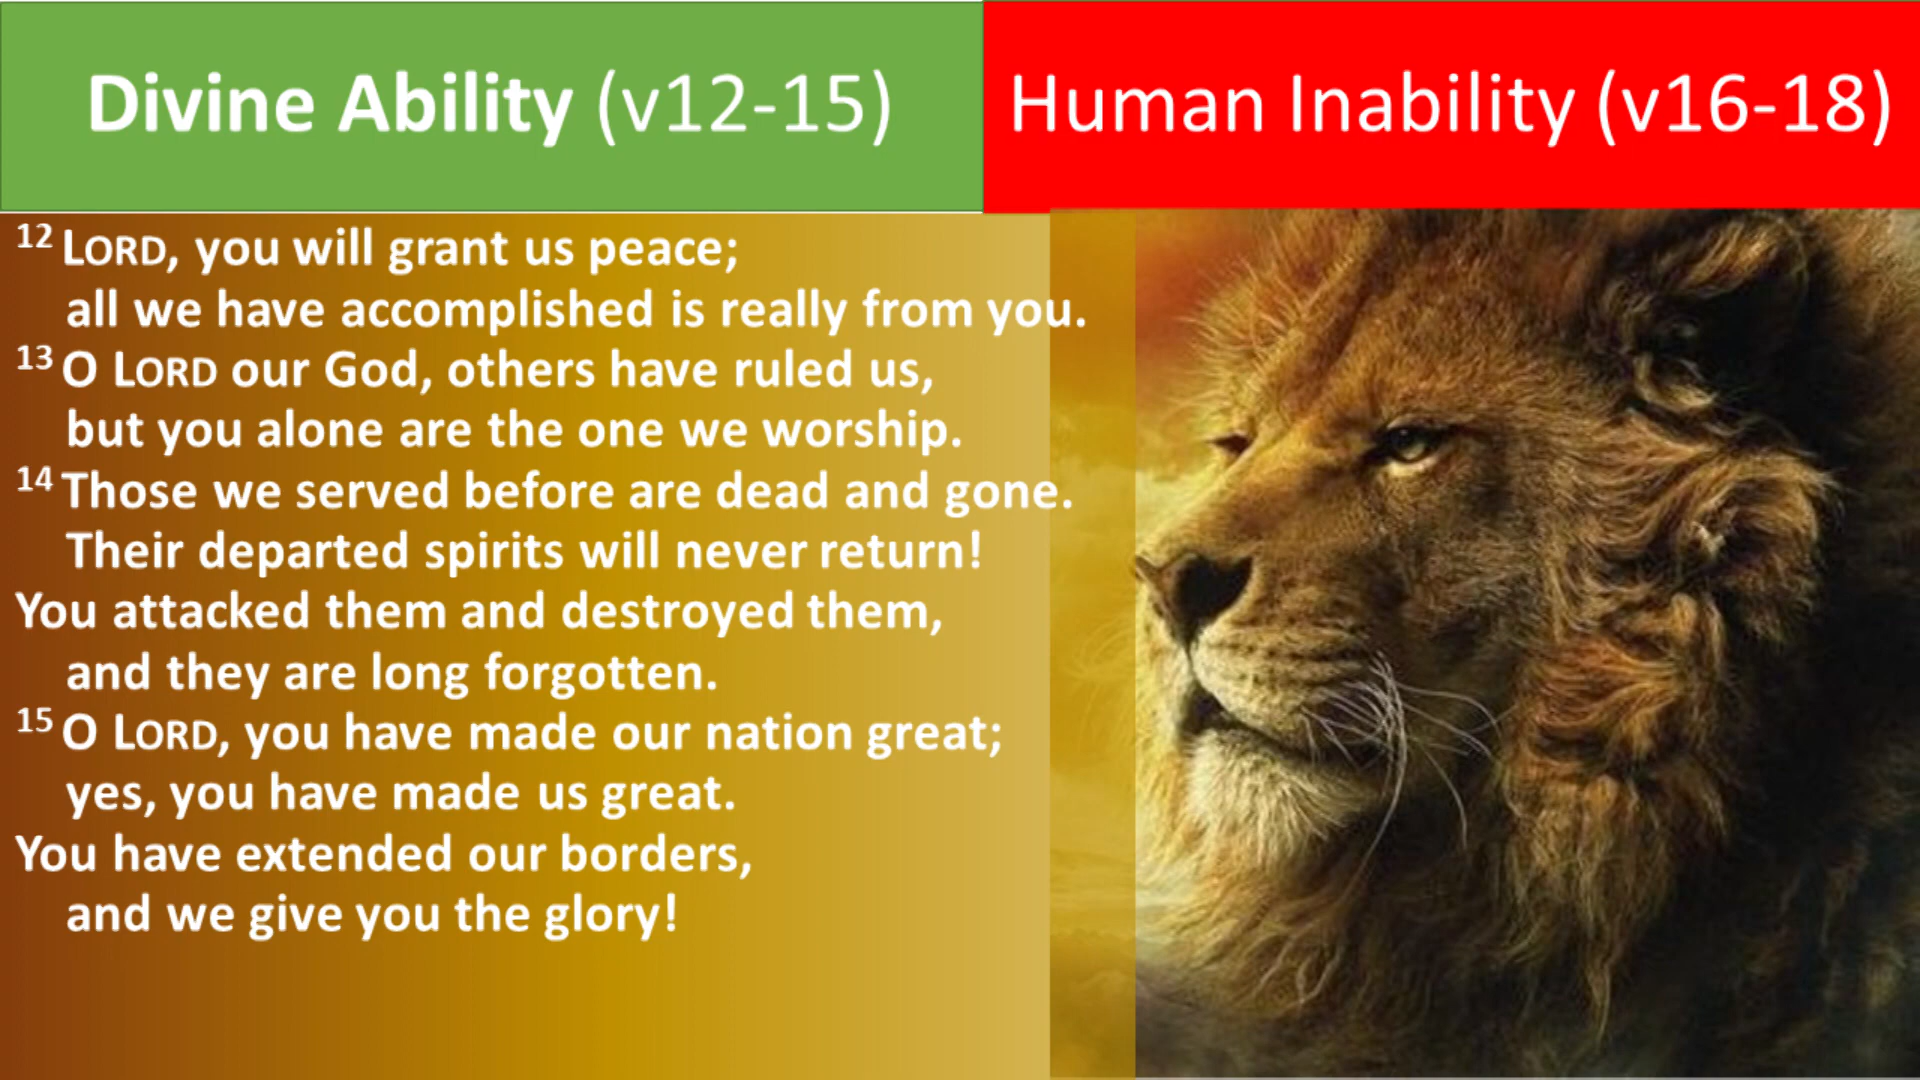 Divine Ability (v12-15)
Human Inability (v16-18)
12 LORD, you will grant us peace;
all we have accomplished is really from you.
13 O LORD our God, others have ruled us,
but you alone are the one we worship.
14 Those we served before are dead and gone.
Their departed spirits will never return!
You attacked them and destroyed them,
and they are long forgotten.
15 O LORD, you have made our nation great;
yes, you have made us great.
You have extended our borders,
and we give you the glory!